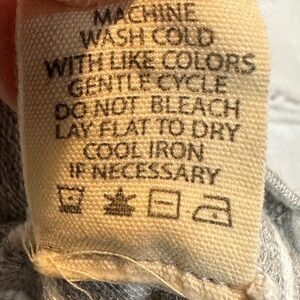 MACHINE
WASH COLD
WITH LIKE COLORS
GENTLE CYCLE
DO NOT BLEACH
LAY FLAT TO DRY
COOL IRON
IF NECESSARY